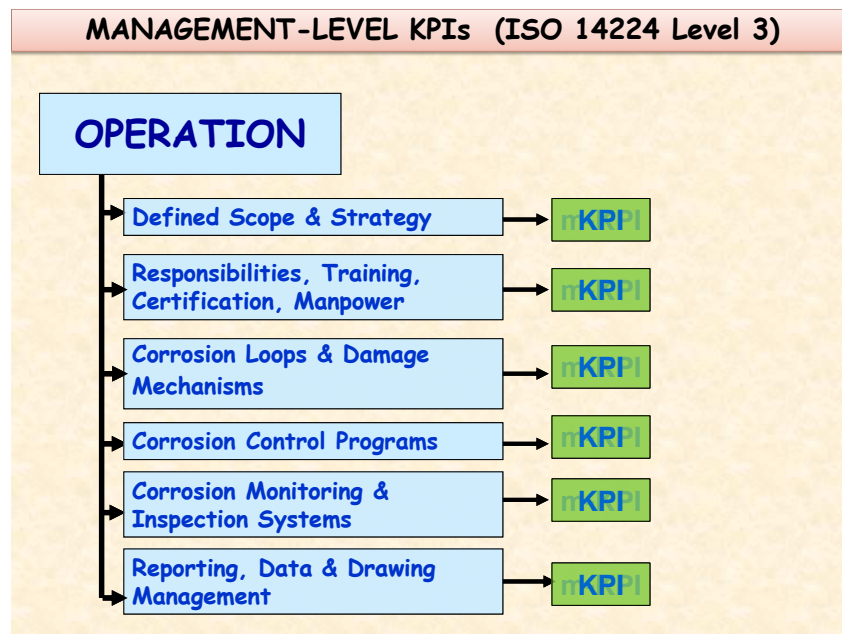 MANAGEMENT-LEVEL KPIs (ISO 14224 Level 3)
OPERATION
Defined Scope & Strategy
KPI
Responsibilities, Training,
Certification, Manpower
KPI
Corrosion Loops & Damage
Mechanisms
KPI
Corrosion Control Programs
KPI
Corrosion Monitoring &
Inspection Systems
KPI
Reporting, Data & Drawing
Management
KPI